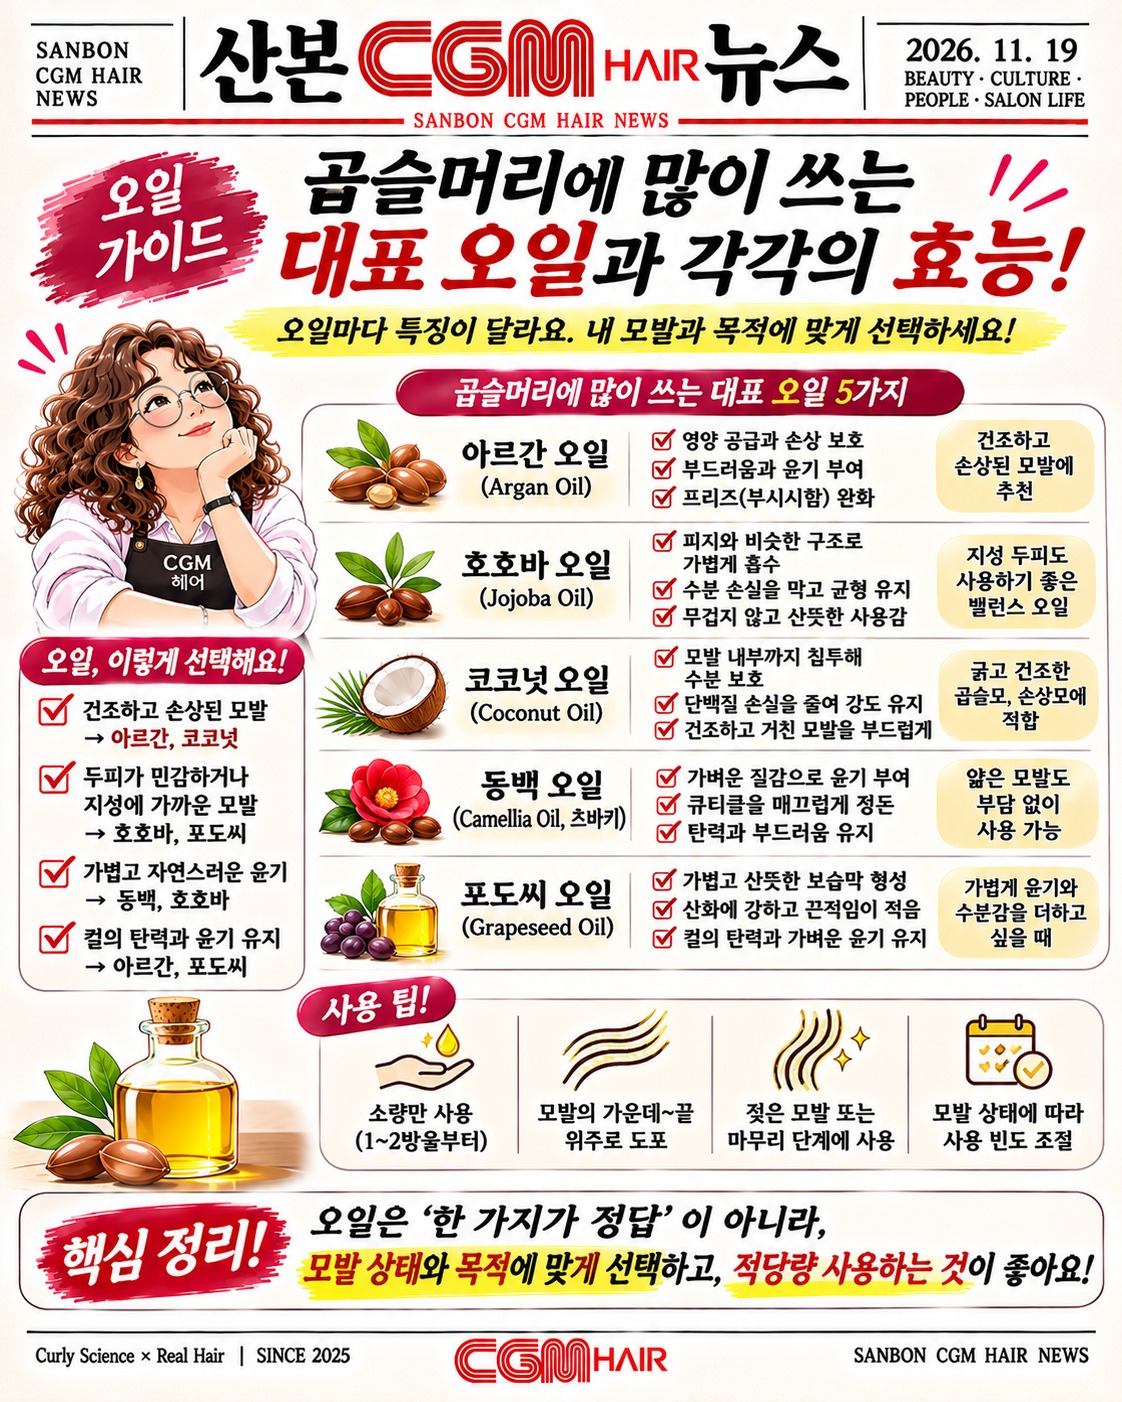 SANBON
CGM HAIR
NEWS
산본 CGM HAIR 뉴스
2026. 11. 19
BEAUTY · CULTURE ·
PEOPLE · SALON LIFE
SANBON CGM HAIR NEWS
오일
가이드
곱슬머리에 많이 쓰는
대표 오일과 각각의 효능!
오일마다 특징이 달라요. 내 모발과 목적에 맞게 선택하세요!
CGM
헤어
곱슬머리에 많이 쓰는 대표 오일 5가지
아르간 오일
(Argan Oil)
영양 공급과 손상 보호
부드러움과 윤기 부여
프리즈(부시시함) 완화
건조하고
손상된 모발에
추천
호호바 오일
(Jojoba Oil)
피지와 비슷한 구조로
가볍게 흡수
수분 손실을 막고 균형 유지
무겁지 않고 산뜻한 사용감
지성 두피도
사용하기 좋은
밸런스 오일
코코넛 오일
(Coconut Oil)
모발 내부까지 침투해
수분 보호
단백질 손실을 줄여 강도 유지
건조하고 거친 모발을 부드럽게
굵고 건조한
곱슬모, 손상모에
적합
동백 오일
(Camellia Oil, 츠바키)
가벼운 질감으로 윤기 부여
큐티클을 매끄럽게 정돈
탄력과 부드러움 유지
얇은 모발도
부담 없이
사용 가능
포도씨 오일
(Grapeseed Oil)
가볍고 산뜻한 보습막 형성
산화에 강하고 끈적임이 적음
컬의 탄력과 가벼운 윤기 유지
가볍게 윤기와
수분감을 더하고
싶을 때
오일, 이렇게 선택해요!
건조하고 손상된 모발
→ 아르간, 코코넛
두피가 민감하거나
지성에 가까운 모발
→ 호호바, 포도씨
가볍고 자연스러운 윤기
→ 동백, 호호바
컬의 탄력과 윤기 유지
→ 아르간, 포도씨
사용 팁!
소량만 사용
(1~2방울부터)
모발의 가운데~끝
위주로 도포
젖은 모발 또는
마무리 단계에 사용
모발 상태에 따라
사용 빈도 조절
핵심 정리!
오일은 ‘한 가지가 정답’ 이 아니라,
모발 상태와 목적에 맞게 선택하고, 적당량 사용하는 것이 좋아요!
Curly Science × Real Hair | SINCE 2025
CGM HAIR
SANBON CGM HAIR NEWS